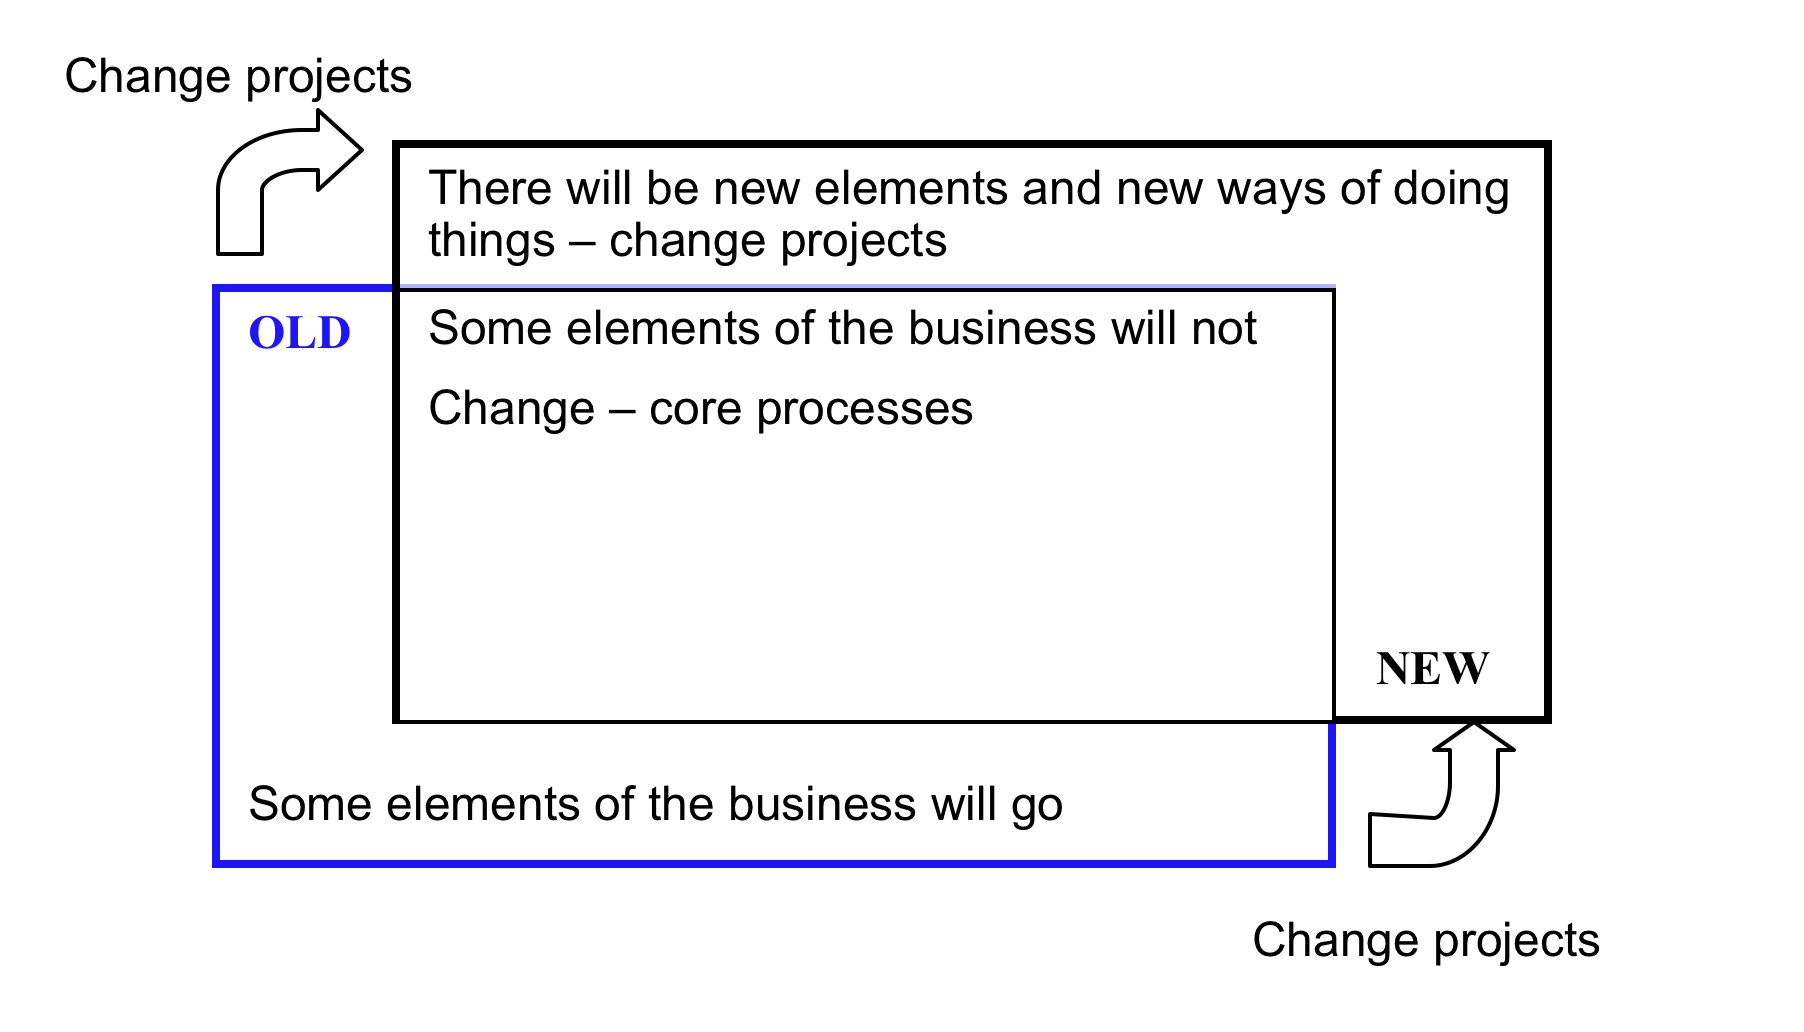 Change projects
There will be new elements and new ways of doing
things – change projects
OLD
Some elements of the business will not
Change – core processes
NEW
Some elements of the business will go
Change projects